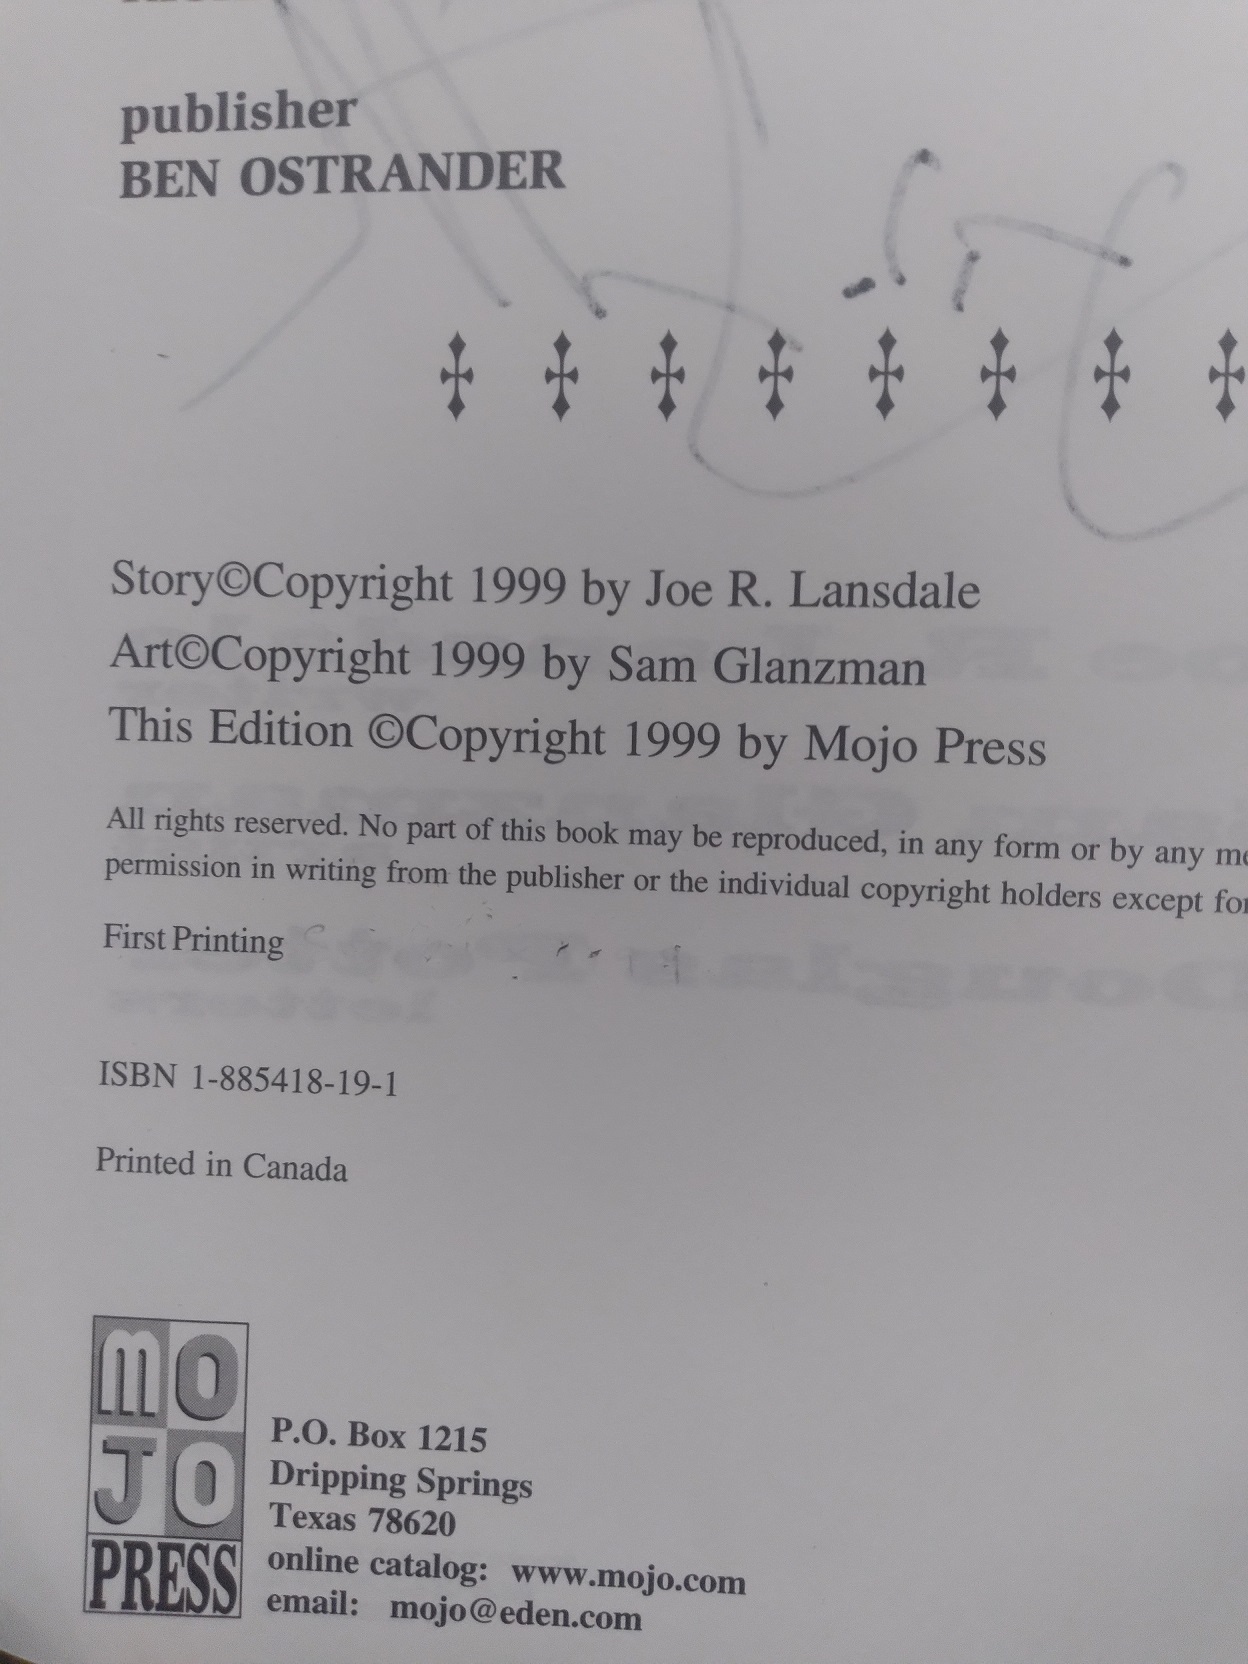 publisher
BEN OSTRANDER
Story©Copyright 1999 by Joe R. Lansdale
Art©Copyright 1999 by Sam Glanzman
This Edition ©Copyright 1999 by Mojo Press
All rights reserved. No part of this book may be reproduced, in any form or by any
permission in writing from the publisher or the individual copyright holders except
First Printing
ISBN 1-885418-19-1
Printed in Canada
MOJO
PRESS
P.O. Box 1215
Dripping Springs
Texas 78620
online catalog: www.mojo.com
email: mojo@eden.com